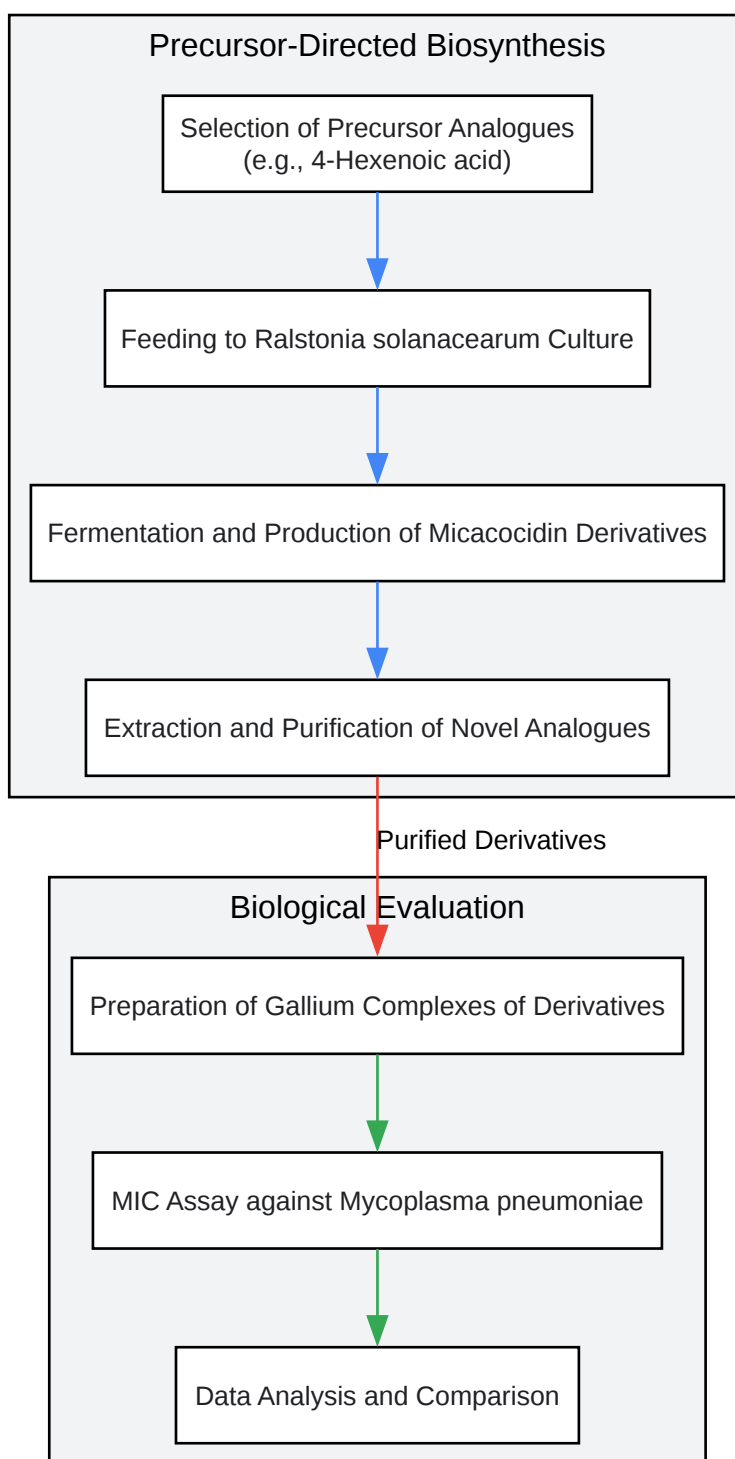 Precursor-Directed Biosynthesis
Selection of Precursor Analogues
(e.g., 4-Hexenoic acid)
Feeding to Ralstonia solanacearum Culture
Fermentation and Production of Micacocidin Derivatives
Extraction and Purification of Novel Analogues
Purified Derivatives
Biological Evaluation
Preparation of Gallium Complexes of Derivatives
MIC Assay against Mycoplasma pneumoniae
Data Analysis and Comparison